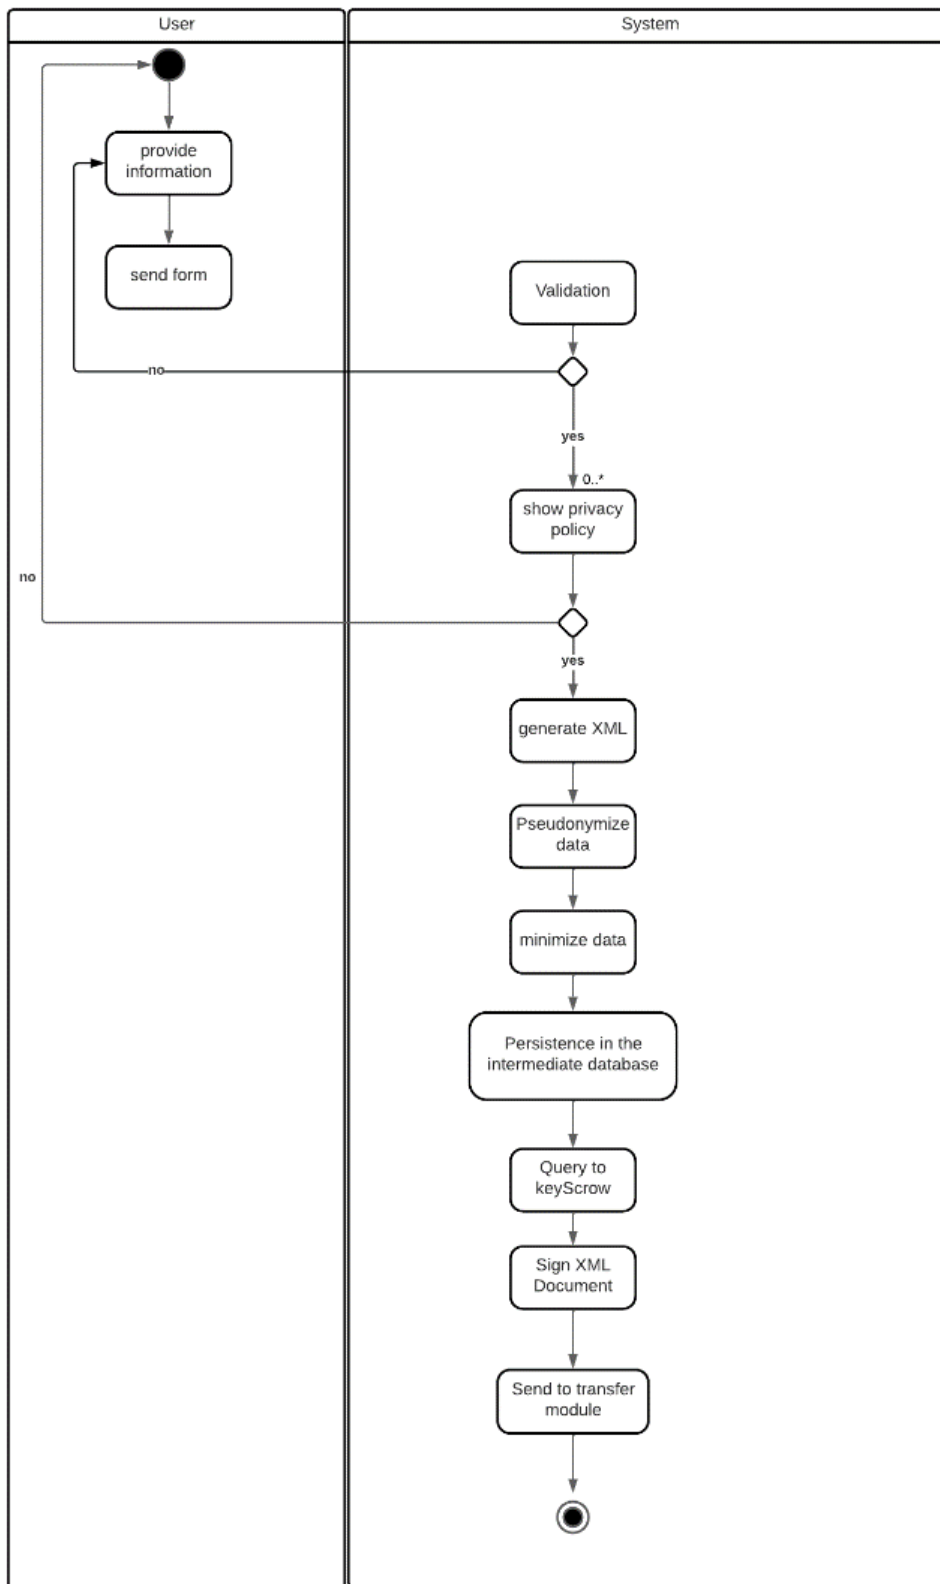 User
System
provide
information
send form
Validation
no
yes
0..*
show privacy
policy
no
yes
generate XML
Pseudonymize
data
minimize data
Persistence in the
intermediate database
Query to
keyScrow
Sign XML
Document
Send to transfer
module